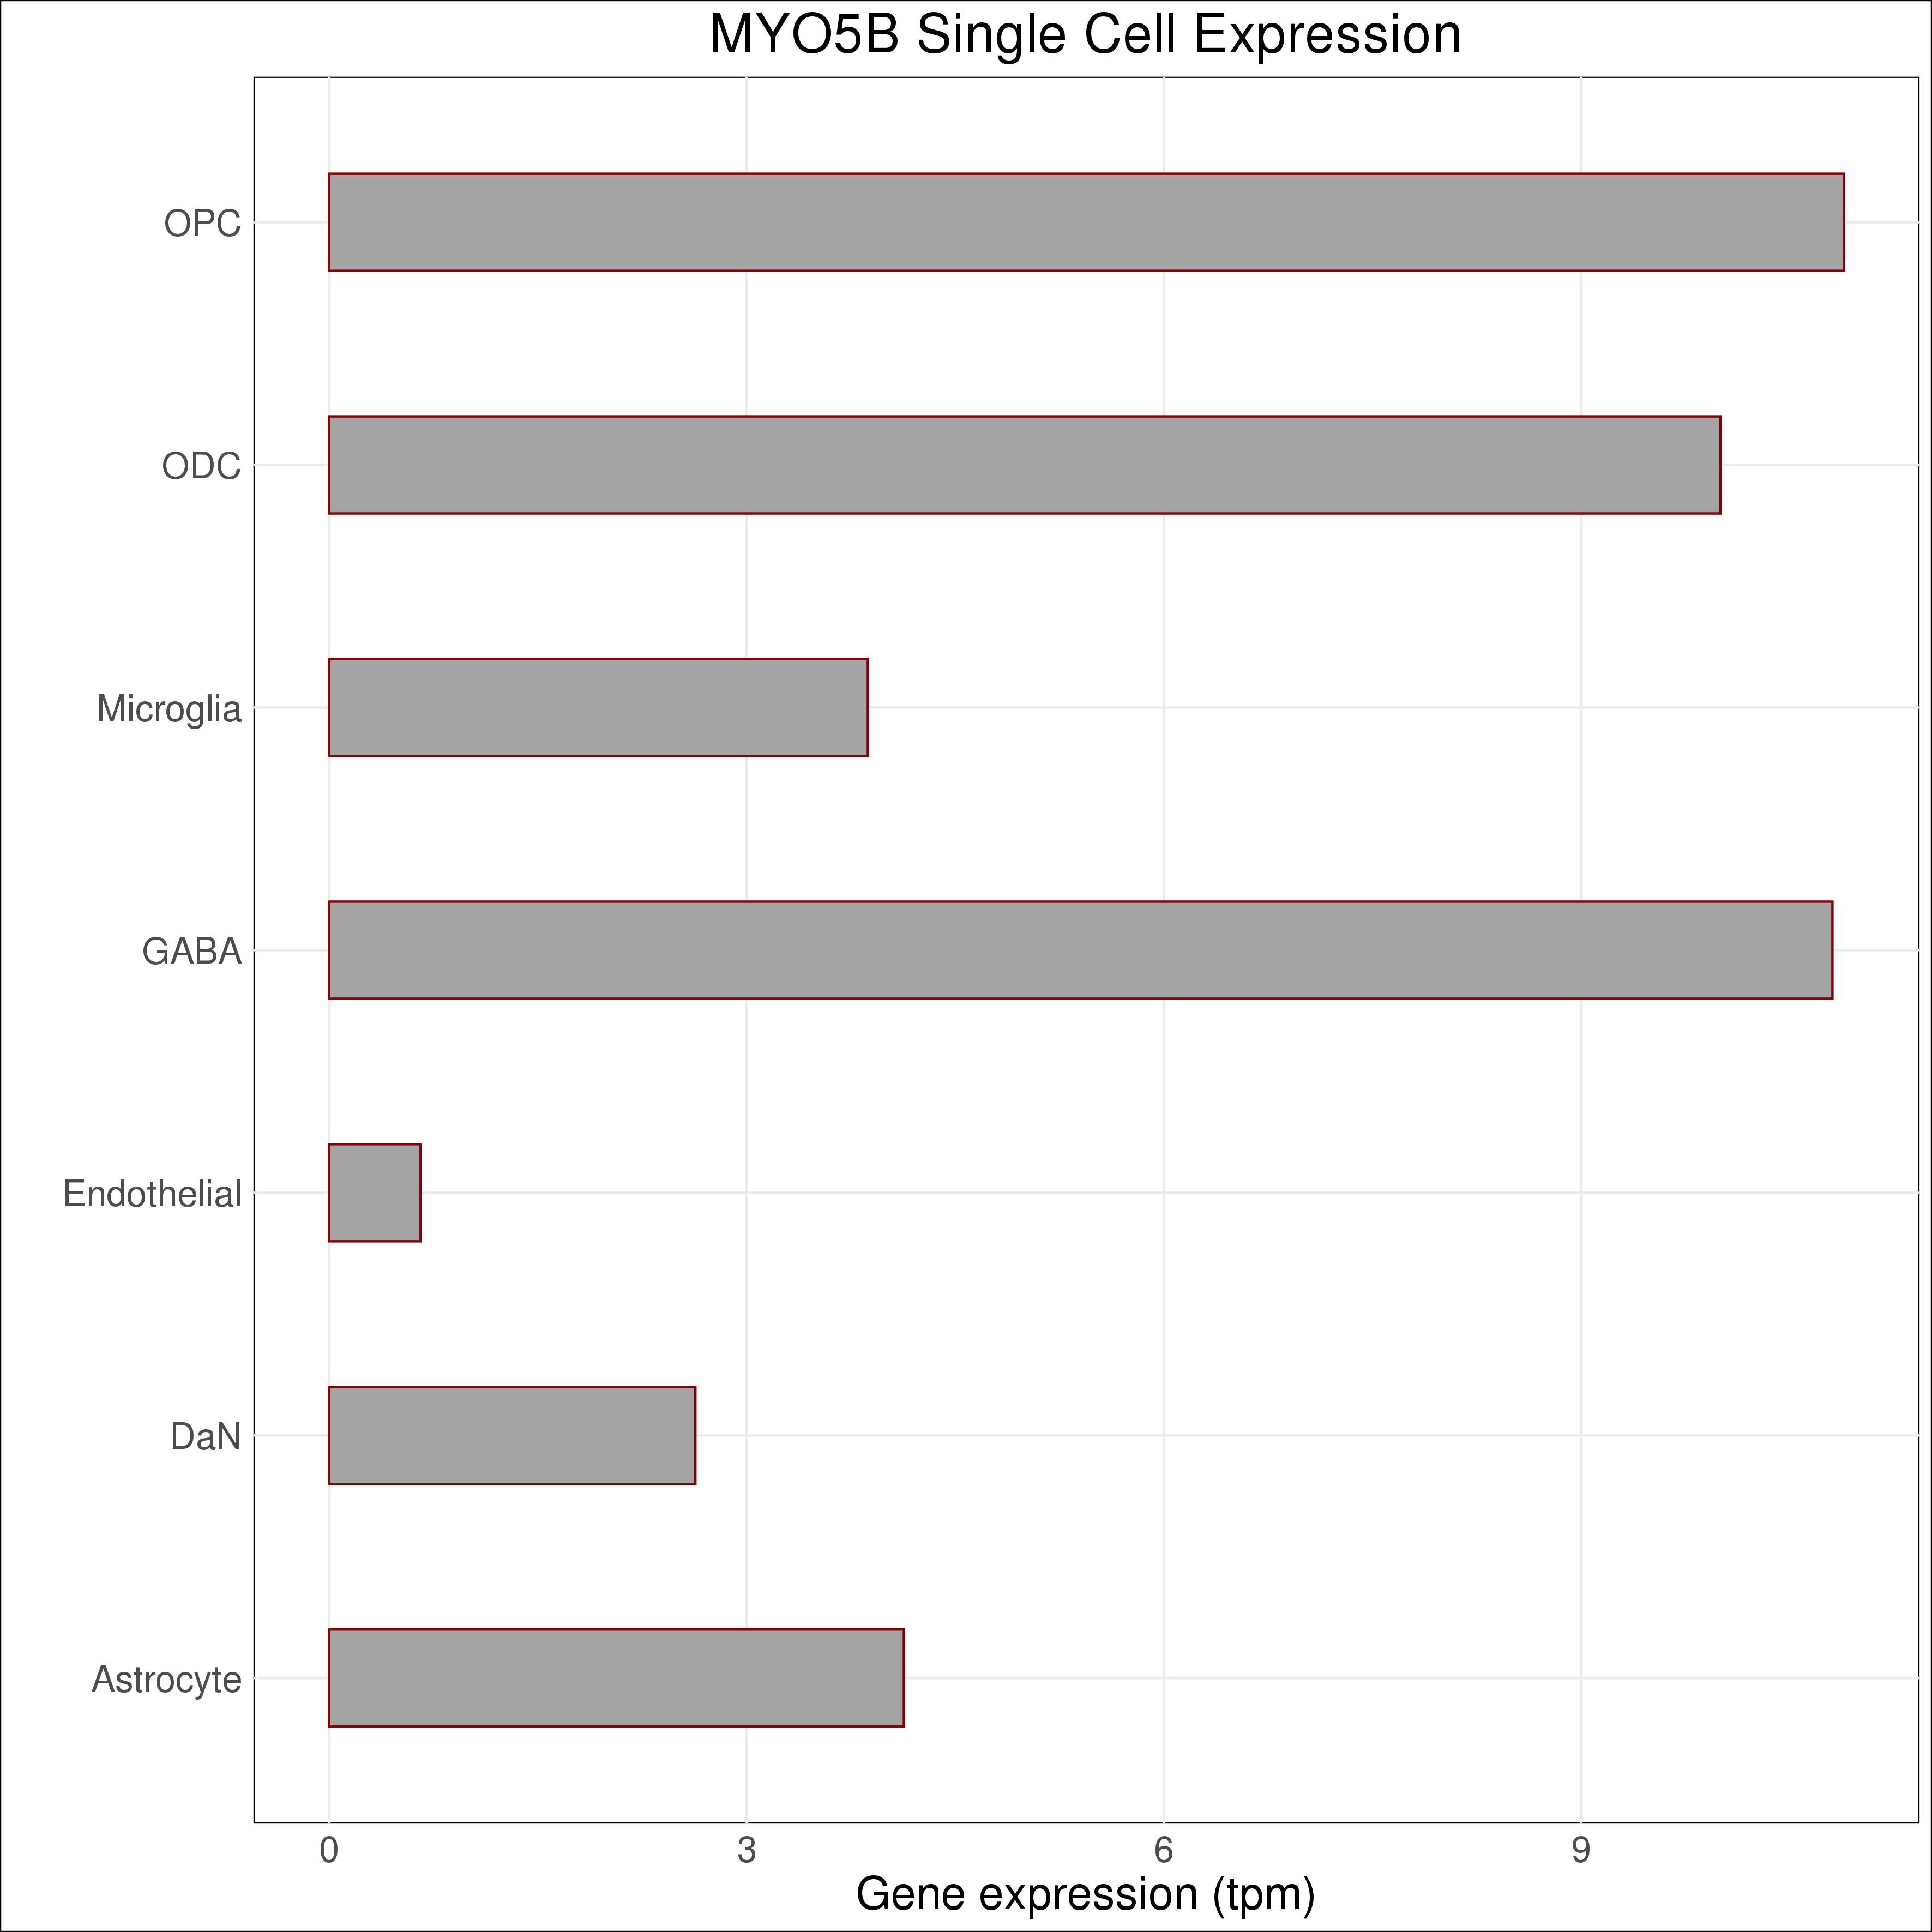 MYO5B Single Cell Expression
OPC
ODC
Microglia
GABA
Endothelial
DaN
Astrocyte
0 3 6 9
Gene expression (tpm)